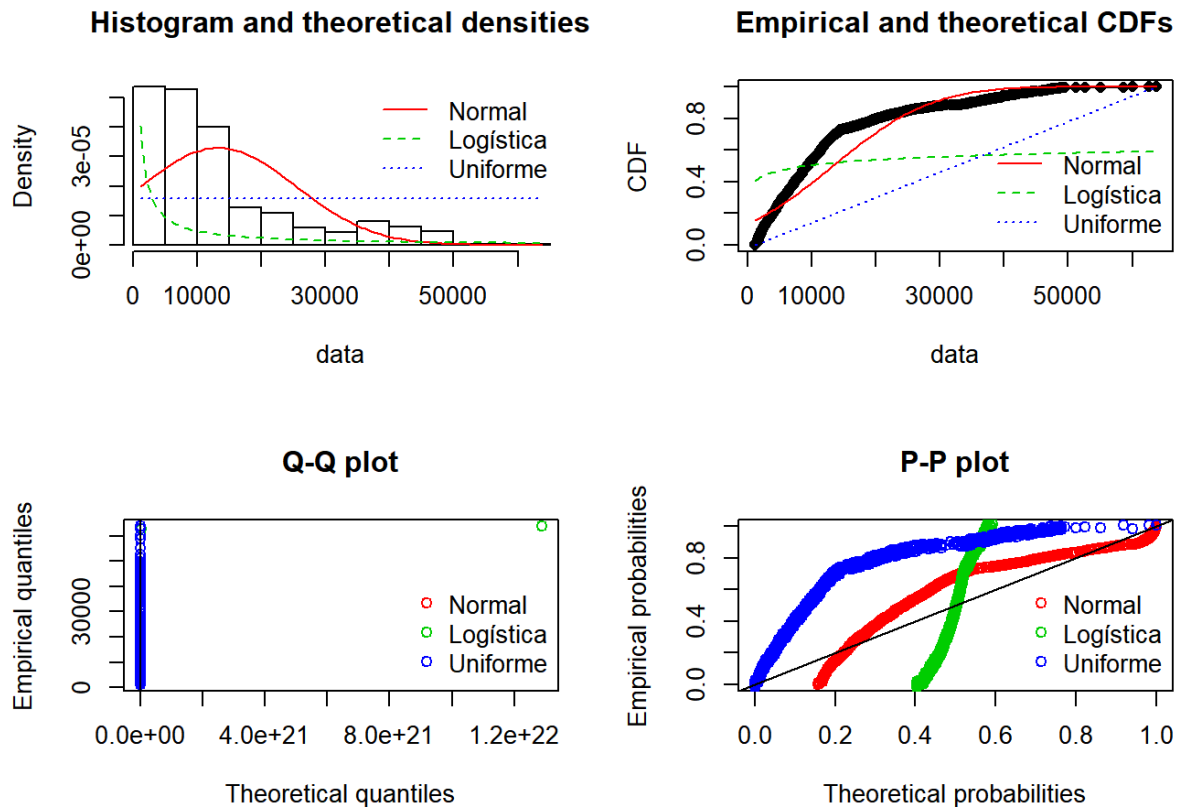 Histogram and theoretical densities
Density
0e+00
3e-05
Normal
Logística
Uniforme
0 10000 30000 50000
data
Empirical and theoretical CDFs
CDF
0.0 0.4 0.8
Normal
Logística
Uniforme
0 10000 30000 50000
data
Q-Q plot
Empirical quantiles
0 30000
Normal
Logística
Uniforme
0.0e+00 4.0e+21 8.0e+21 1.2e+22
Theoretical quantiles
P-P plot
Empirical probabilities
0.0 0.4 0.8
Normal
Logística
Uniforme
0.0 0.2 0.4 0.6 0.8 1.0
Theoretical probabilities